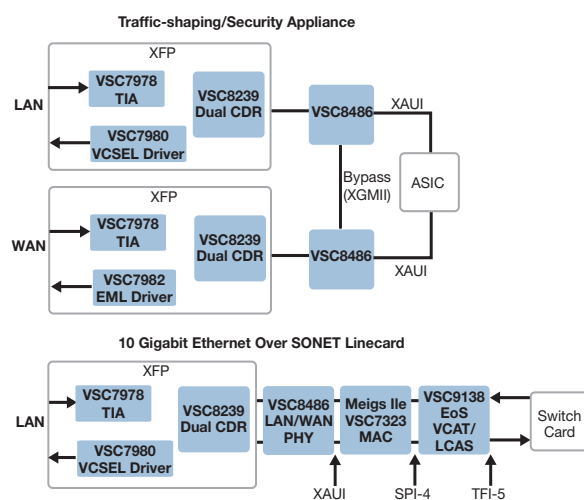 Traffic-shaping/Security Appliance
XFP
LAN
VSC7978
TIA
VSC7980
VCSEL Driver
VSC8239
Dual CDR
VSC8486
XAUI
Bypass
(XGMII)
ASIC
XFP
WAN
VSC7978
TIA
VSC7982
EML Driver
VSC8239
Dual CDR
VSC8486
XAUI
10 Gigabit Ethernet Over SONET Linecard
XFP
LAN
VSC7978
TIA
VSC7980
VCSEL Driver
VSC8239
Dual CDR
VSC8486
LAN/WAN
PHY
Meigs IIe
VSC7323
MAC
VSC9138
EoS
VCAT/
LCAS
Switch
Card
XAUI
SPI-4
TFI-5